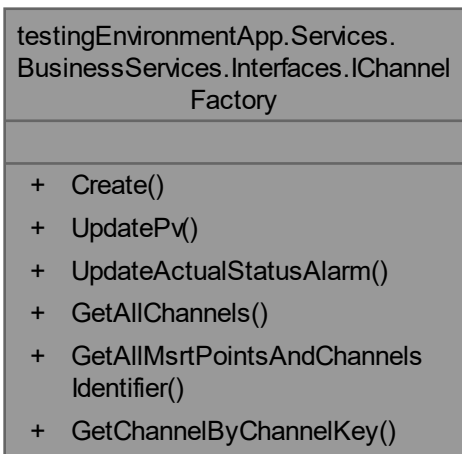 testingEnvironmentApp.Services.
BusinessServices.Interfaces.IChannel
Factory
+ Create()
+ UpdatePv()
+ UpdateActualStatusAlarm()
+ GetAllChannels()
+ GetAllMsrtPointsAndChannels
Identifier()
+ GetChannelByChannelKey()